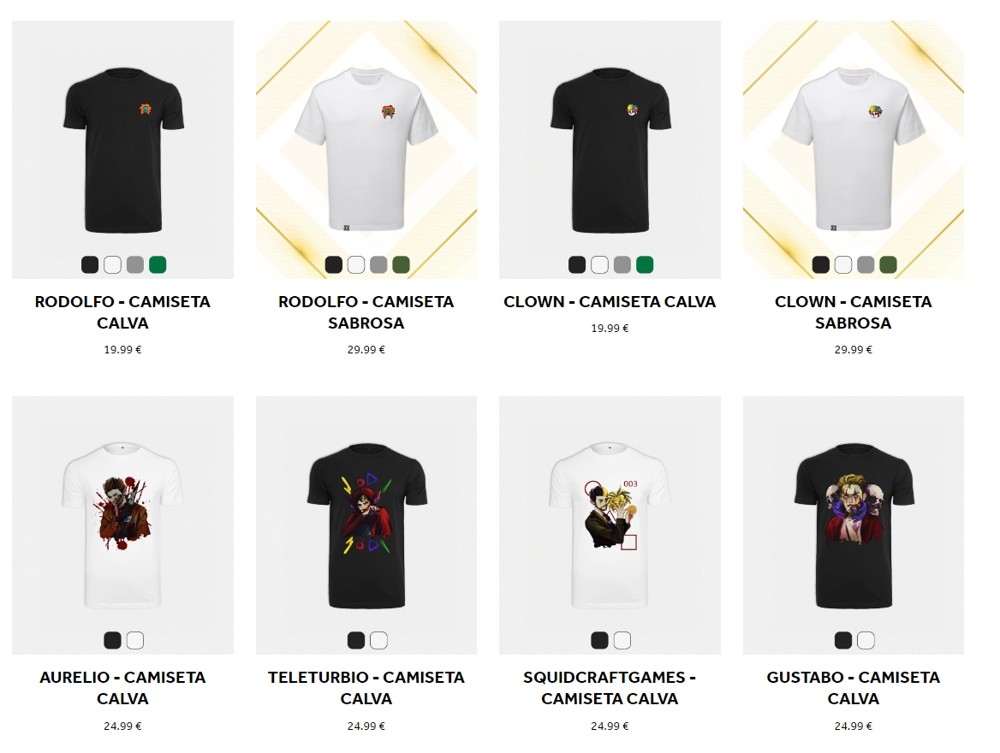 RODOLFO - CAMISETA
CALVA
19.99 €
RODOLFO - CAMISETA
SABROSA
29.99 €
CLOWN - CAMISETA CALVA
19.99 €
CLOWN - CAMISETA
SABROSA
29.99 €
003
AURELIO - CAMISETA
CALVA
24.99 €
TELETURBIO - CAMISETA
CALVA
24.99 €
SQUIDCRAFTGAMES -
CAMISETA CALVA
24.99 €
GUSTABO - CAMISETA
CALVA
24.99 €